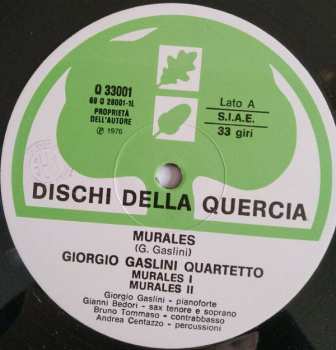 Q 33001
69 Q 28001-1L
PROPRIETÀ
DELL'AUTORE
℗ 1976
Lato A
S.I.A.E.
33 giri
DISCHI DELLA QUERCIA
MURALES
(G. Gaslini)
GIORGIO GASLINI QUARTETTO
MURALES I
MURALES II
Giorgio Gaslini - pianoforte
Gianni Bedori - sax tenore e soprano
Bruno Tommaso - contrabbasso
Andrea Centazzo - percussioni